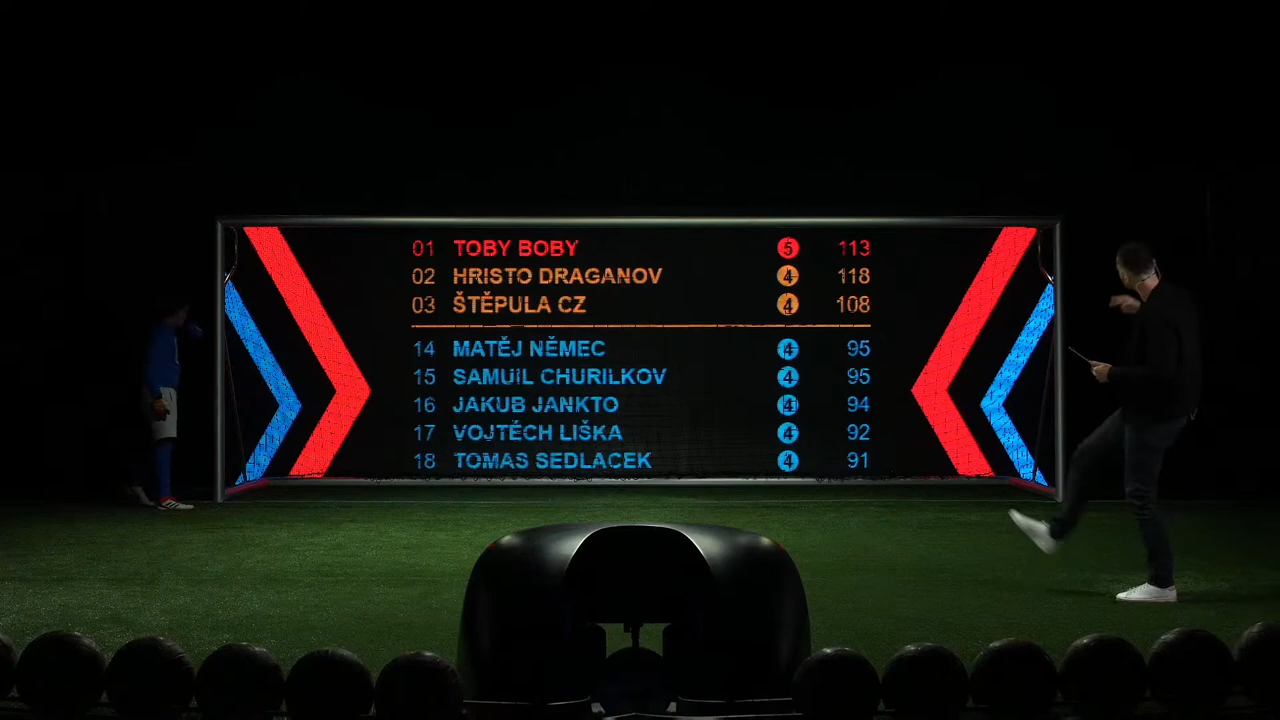 01 TOBY BOBY 5 113
02 HRISTO DRAGANOV 4 118
03 ŠTĚPULA CZ 4 108
14 MATĚJ NĚMEC 4 95
15 SAMUIL CHURILKOV 4 95
16 JAKUB JANKTO 4 94
17 VOJTĚCH LIŠKA 4 92
18 TOMAS SEDLACEK 4 91